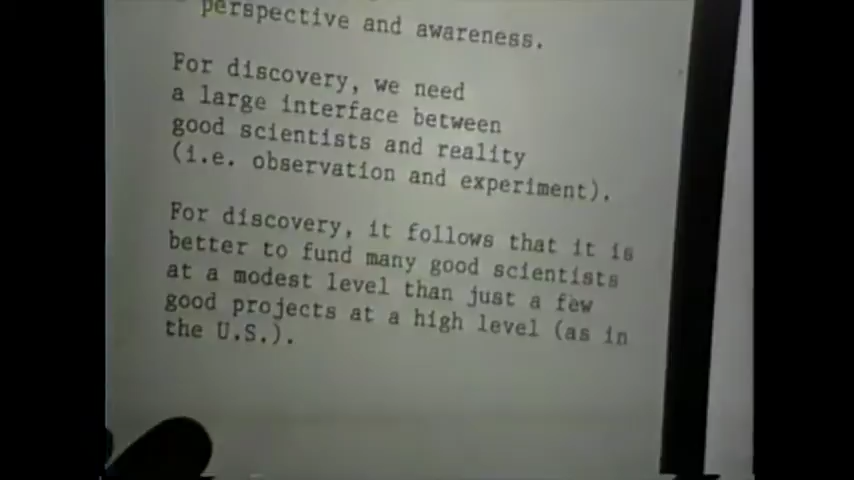 perspective and awareness.
For discovery, we need
a large interface between
good scientists and reality
(i.e. observation and experiment).
For discovery, it follows that it is
better to fund many good scientists
at a modest level than just a few
good projects at a high level (as in
the U.S.).